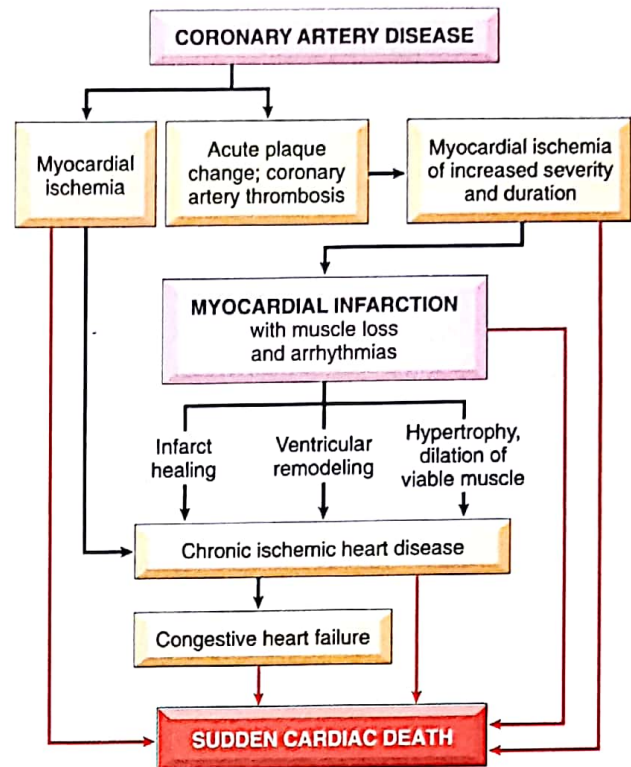 CORONARY ARTERY DISEASE
Myocardial
ischemia
Acute plaque
change; coronary
artery thrombosis
Myocardial ischemia
of increased severity
and duration
MYOCARDIAL INFARCTION
with muscle loss
and arrhythmias
Infarct
healing
Ventricular
remodeling
Hypertrophy,
dilation of
viable muscle
Chronic ischemic heart disease
Congestive heart failure
SUDDEN CARDIAC DEATH